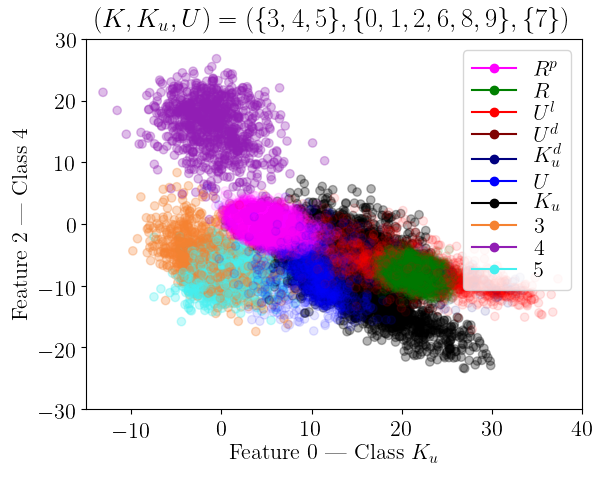 (K, K_u, U) = ({3, 4, 5}, {0, 1, 2, 6, 8, 9}, {7})
30
20
10
0
−10
−20
−30
Feature 2 — Class 4
R^p
R
U^l
U^d
K_u^d
U
K_u
3
4
5
−10 0 10 20 30 40
Feature 0 — Class K_u